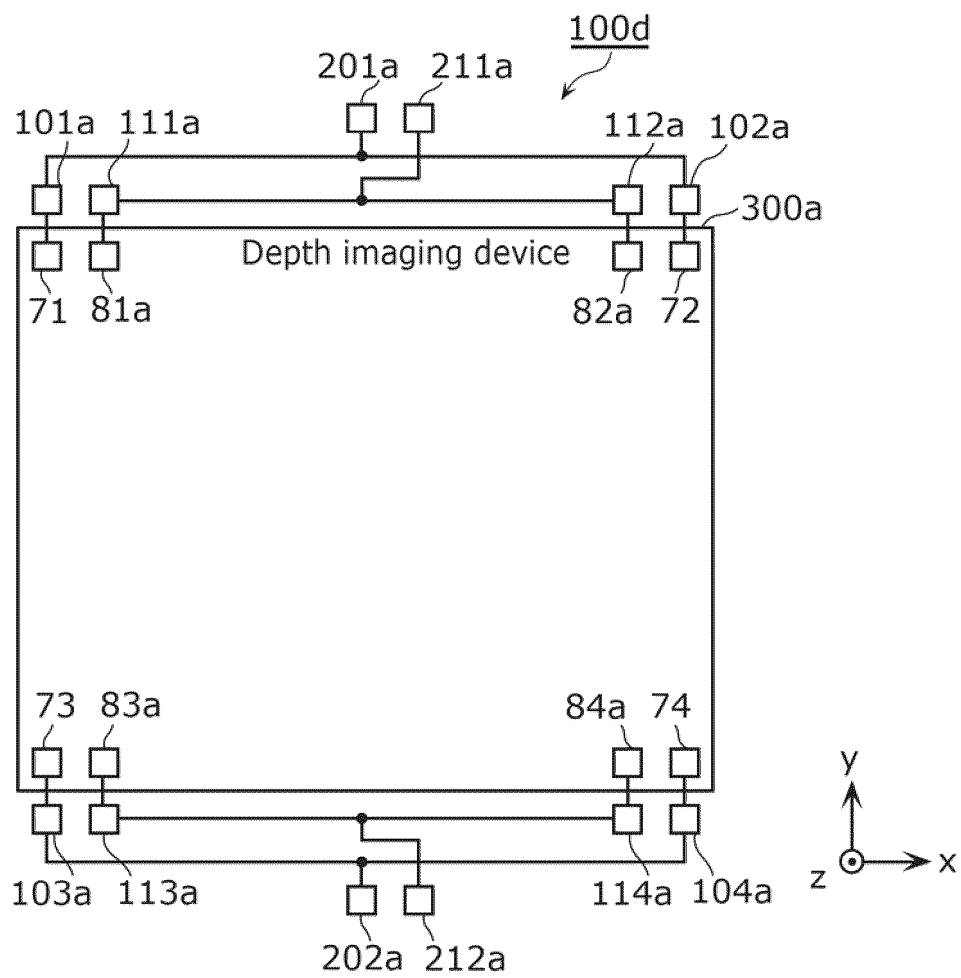 100d
201a 211a
101a 111a 112a 102a
300a
Depth imaging device
71 81a 82a 72
73 83a 84a 74
y
x
z
103a 113a 114a 104a
202a 212a